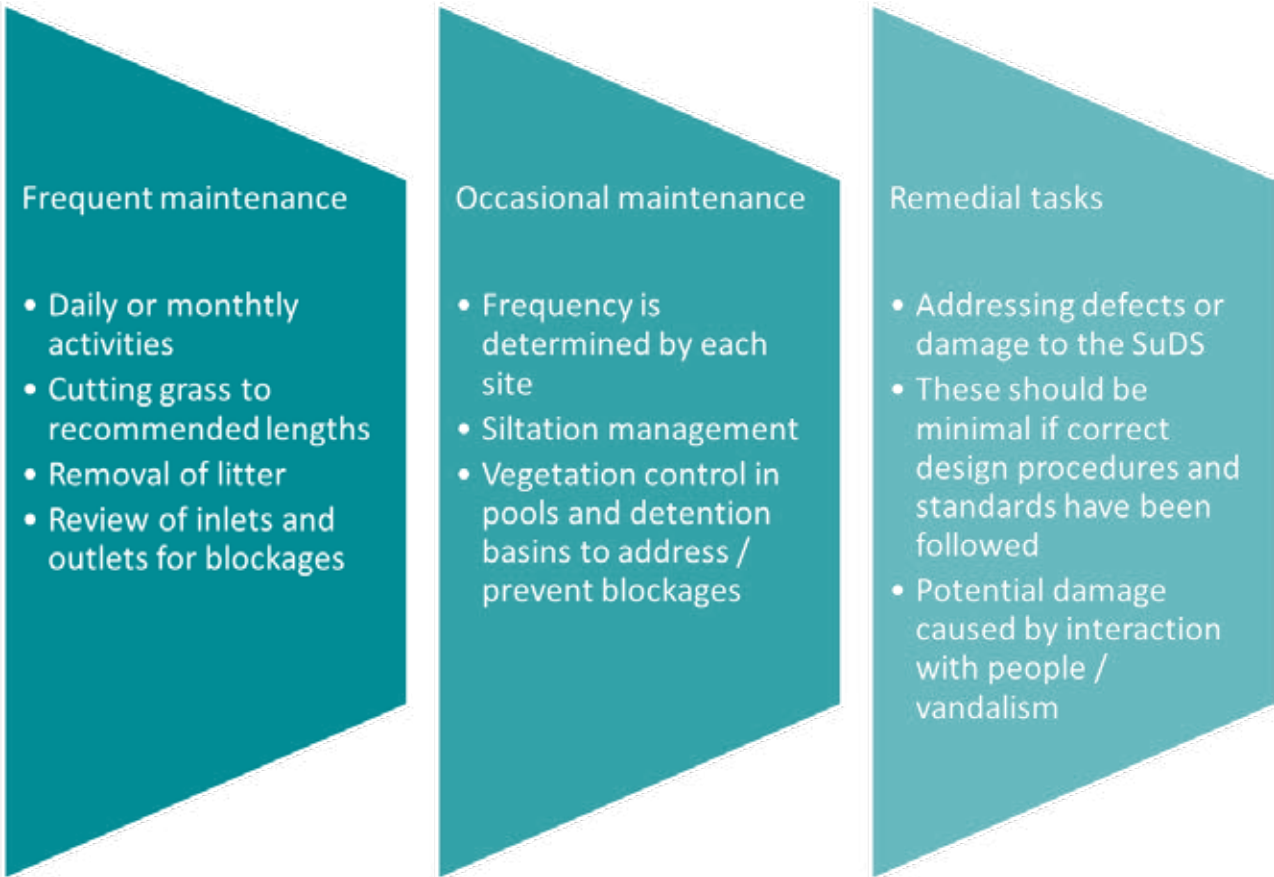 Frequent maintenance
• Daily or monthtly
activities
• Cutting grass to
recommended lengths
• Removal of litter
• Review of inlets and
outlets for blockages
Occasional maintenance
• Frequency is
determined by each
site
• Siltation management
• Vegetation control in
pools and detention
basins to address /
prevent blockages
Remedial tasks
• Addressing defects or
damage to the SuDS
• These should be
minimal if correct
design procedures and
standards have been
followed
• Potential damage
caused by interaction
with people /
vandalism